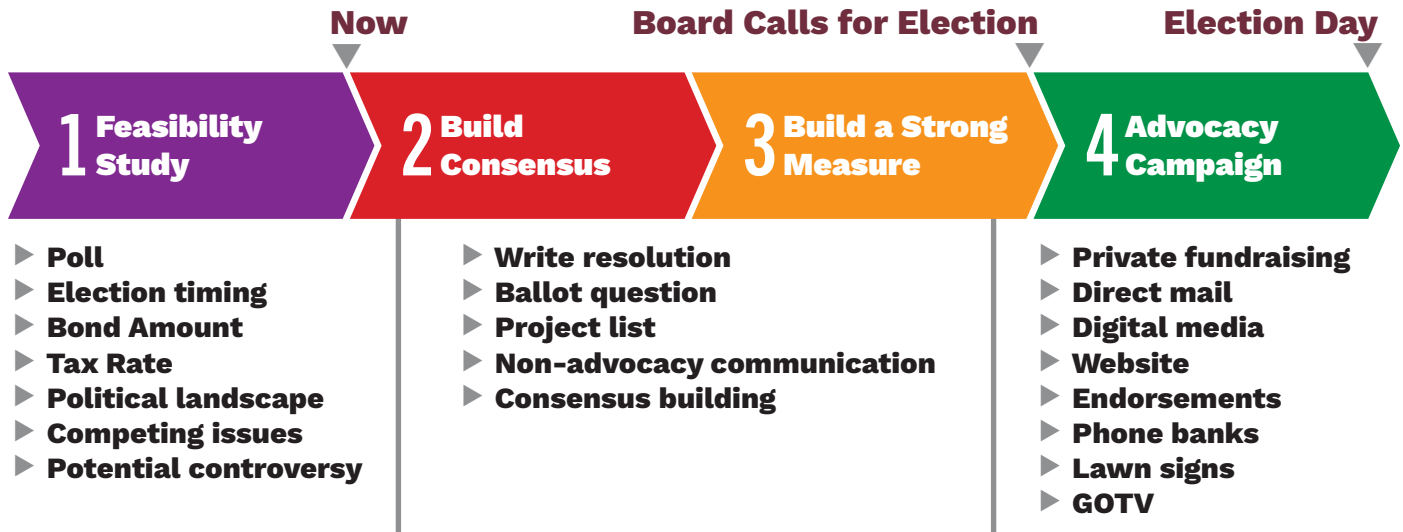 Now
Board Calls for Election
Election Day
1 Feasibility
Study
2 Build
Consensus
3 Build a Strong
Measure
4 Advocacy
Campaign
Poll
Election timing
Bond Amount
Tax Rate
Political landscape
Competing issues
Potential controversy
Write resolution
Ballot question
Project list
Non-advocacy communication
Consensus building
Private fundraising
Direct mail
Digital media
Website
Endorsements
Phone banks
Lawn signs
GOTV